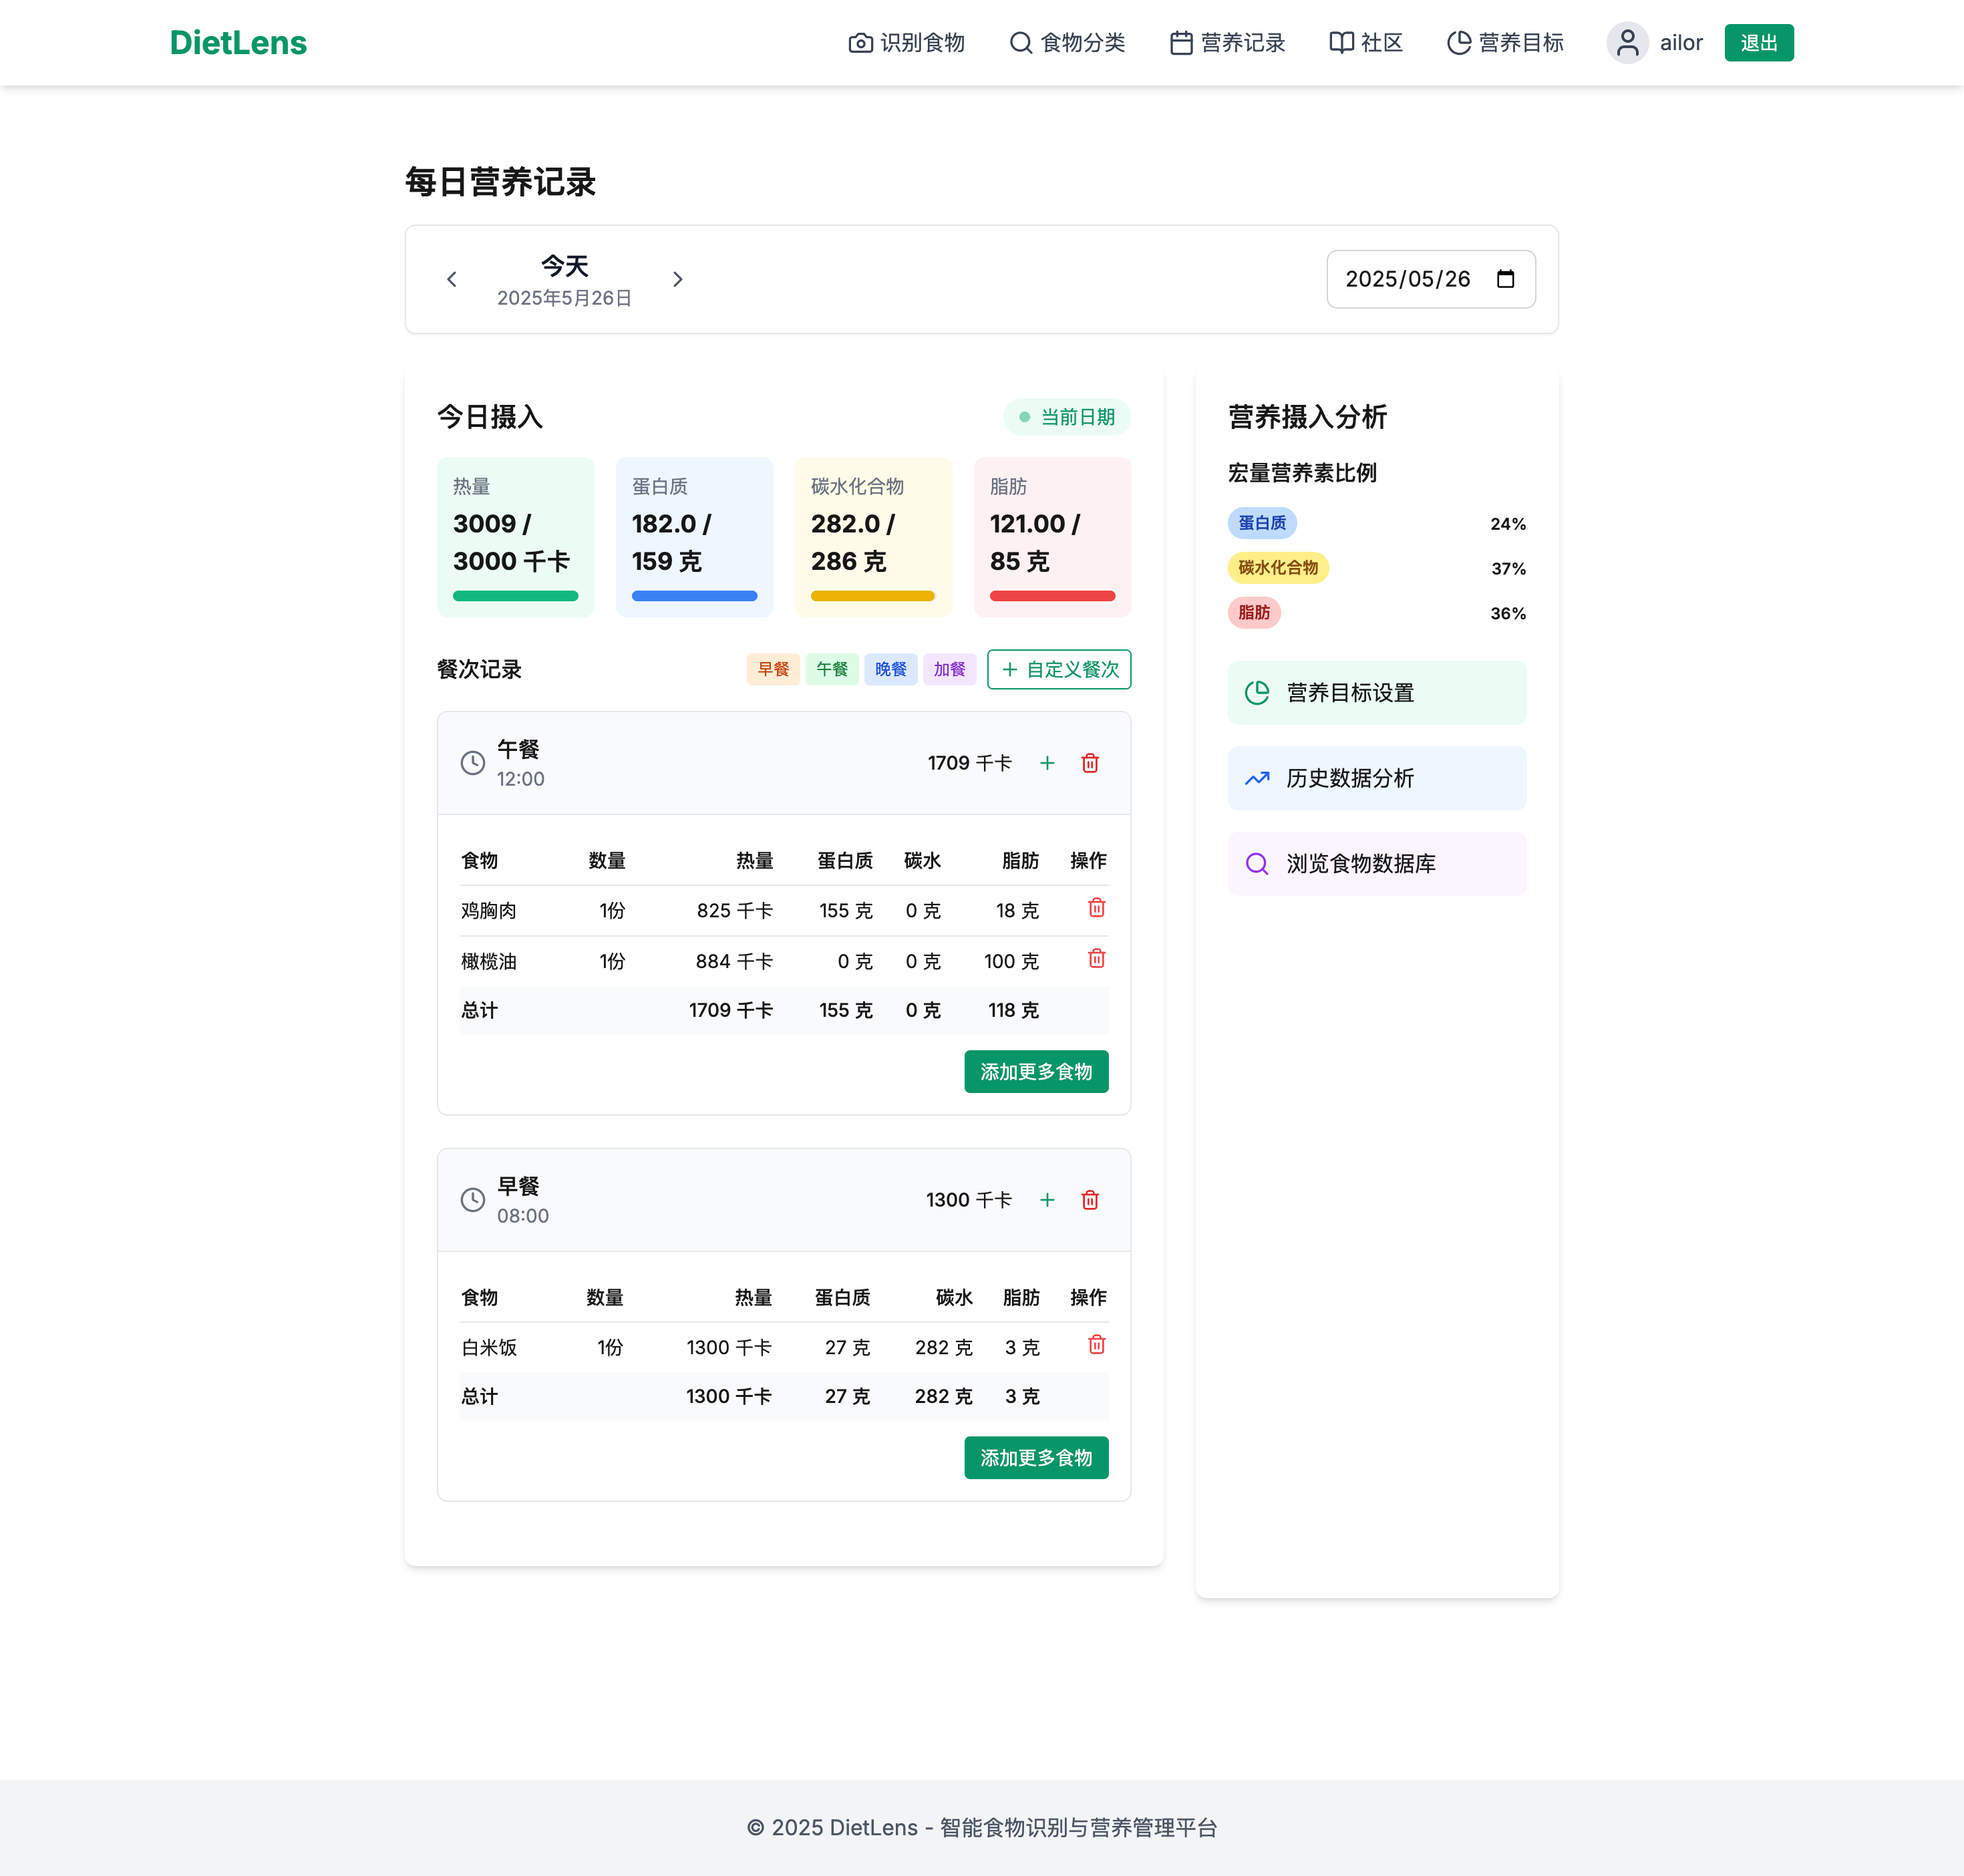 DietLens
识别食物 食物分类 营养记录 社区 营养目标 ailor 退出
每日营养记录
今天
2025年5月26日
2025/05/26
今日摄入 当前日期
热量
3009 /
3000 千卡
蛋白质
182.0 /
159 克
碳水化合物
282.0 /
286 克
脂肪
121.00 /
85 克
餐次记录 早餐 午餐 晚餐 加餐 + 自定义餐次
午餐
12:00
1709 千卡 +
食物 数量 热量 蛋白质 碳水 脂肪 操作
鸡胸肉 1份 825 千卡 155 克 0 克 18 克
橄榄油 1份 884 千卡 0 克 0 克 100 克
总计 1709 千卡 155 克 0 克 118 克
添加更多食物
早餐
08:00
1300 千卡 +
食物 数量 热量 蛋白质 碳水 脂肪 操作
白米饭 1份 1300 千卡 27 克 282 克 3 克
总计 1300 千卡 27 克 282 克 3 克
添加更多食物
营养摄入分析
宏量营养素比例
蛋白质 24%
碳水化合物 37%
脂肪 36%
营养目标设置
历史数据分析
浏览食物数据库
© 2025 DietLens - 智能食物识别与营养管理平台